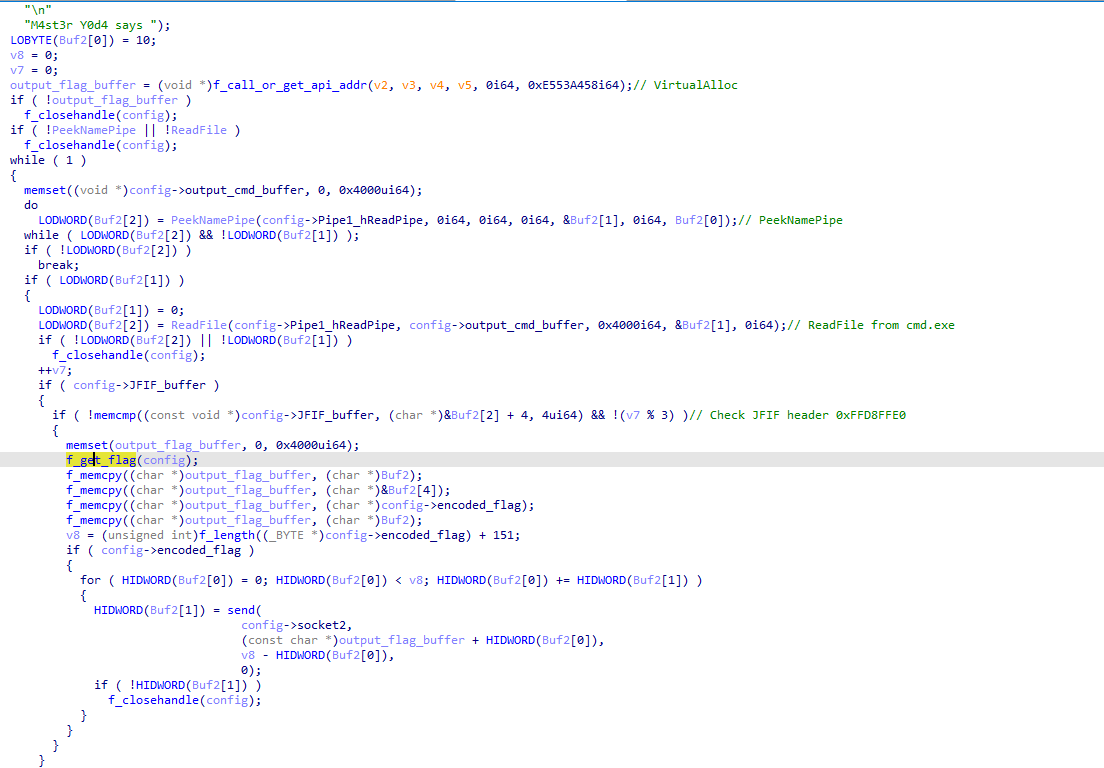 "\n"
"M4st3r Y0d4 says ");
LOBYTE(Buf2[0]) = 10;
v8 = 0;
v7 = 0;
output_flag_buffer = (void *)f_call_or_get_api_addr(v2, v3, v4, v5, 0i64, 0xE553A458i64);// VirtualAlloc
if ( !output_flag_buffer )
f_closehandle(config);
if ( !PeekNamePipe || !ReadFile )
f_closehandle(config);
while ( 1 )
{
memset((void *)config->output_cmd_buffer, 0, 0x4000ui64);
do
LODWORD(Buf2[2]) = PeekNamePipe(config->Pipe1_hReadPipe, 0i64, 0i64, 0i64, &Buf2[1], 0i64, Buf2[0]);// PeekNamePipe
while ( LODWORD(Buf2[2]) && !LODWORD(Buf2[1]) );
if ( !LODWORD(Buf2[2]) )
break;
if ( LODWORD(Buf2[1]) )
{
LODWORD(Buf2[1]) = 0;
LODWORD(Buf2[2]) = ReadFile(config->Pipe1_hReadPipe, config->output_cmd_buffer, 0x4000i64, &Buf2[1], 0i64);// ReadFile from cmd.exe
if ( !LODWORD(Buf2[2]) || !LODWORD(Buf2[1]) )
f_closehandle(config);
++v7;
if ( config->JFIF_buffer )
{
if ( !memcmp((const void *)config->JFIF_buffer, (char *)&Buf2[2] + 4, 4ui64) && !(v7 % 3) )// Check JFIF header 0xFFD8FFE0
{
memset(output_flag_buffer, 0, 0x4000ui64);
f_get_flag(config);
f_memcpy((char *)output_flag_buffer, (char *)Buf2);
f_memcpy((char *)output_flag_buffer, (char *)&Buf2[4]);
f_memcpy((char *)output_flag_buffer, (char *)config->encoded_flag);
f_memcpy((char *)output_flag_buffer, (char *)Buf2);
v8 = (unsigned int)f_length((_BYTE *)config->encoded_flag) + 151;
if ( config->encoded_flag )
{
for ( HIDWORD(Buf2[0]) = 0; HIDWORD(Buf2[0]) < v8; HIDWORD(Buf2[0]) += HIDWORD(Buf2[1]) )
{
HIDWORD(Buf2[1]) = send(
config->socket2,
(const char *)output_flag_buffer + HIDWORD(Buf2[0]),
v8 - HIDWORD(Buf2[0]),
0);
if ( !HIDWORD(Buf2[1]) )
f_closehandle(config);
}
}
}
}